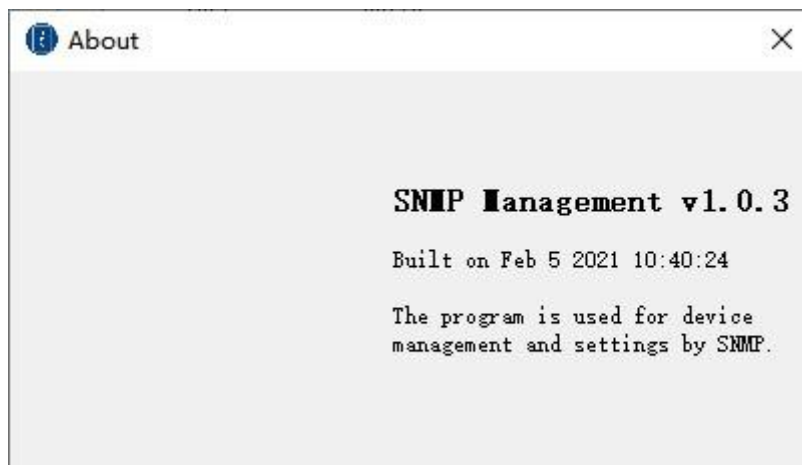 About
SNMP Management v1.0.3
Built on Feb 5 2021 10:40:24
The program is used for device
management and settings by SNMP.